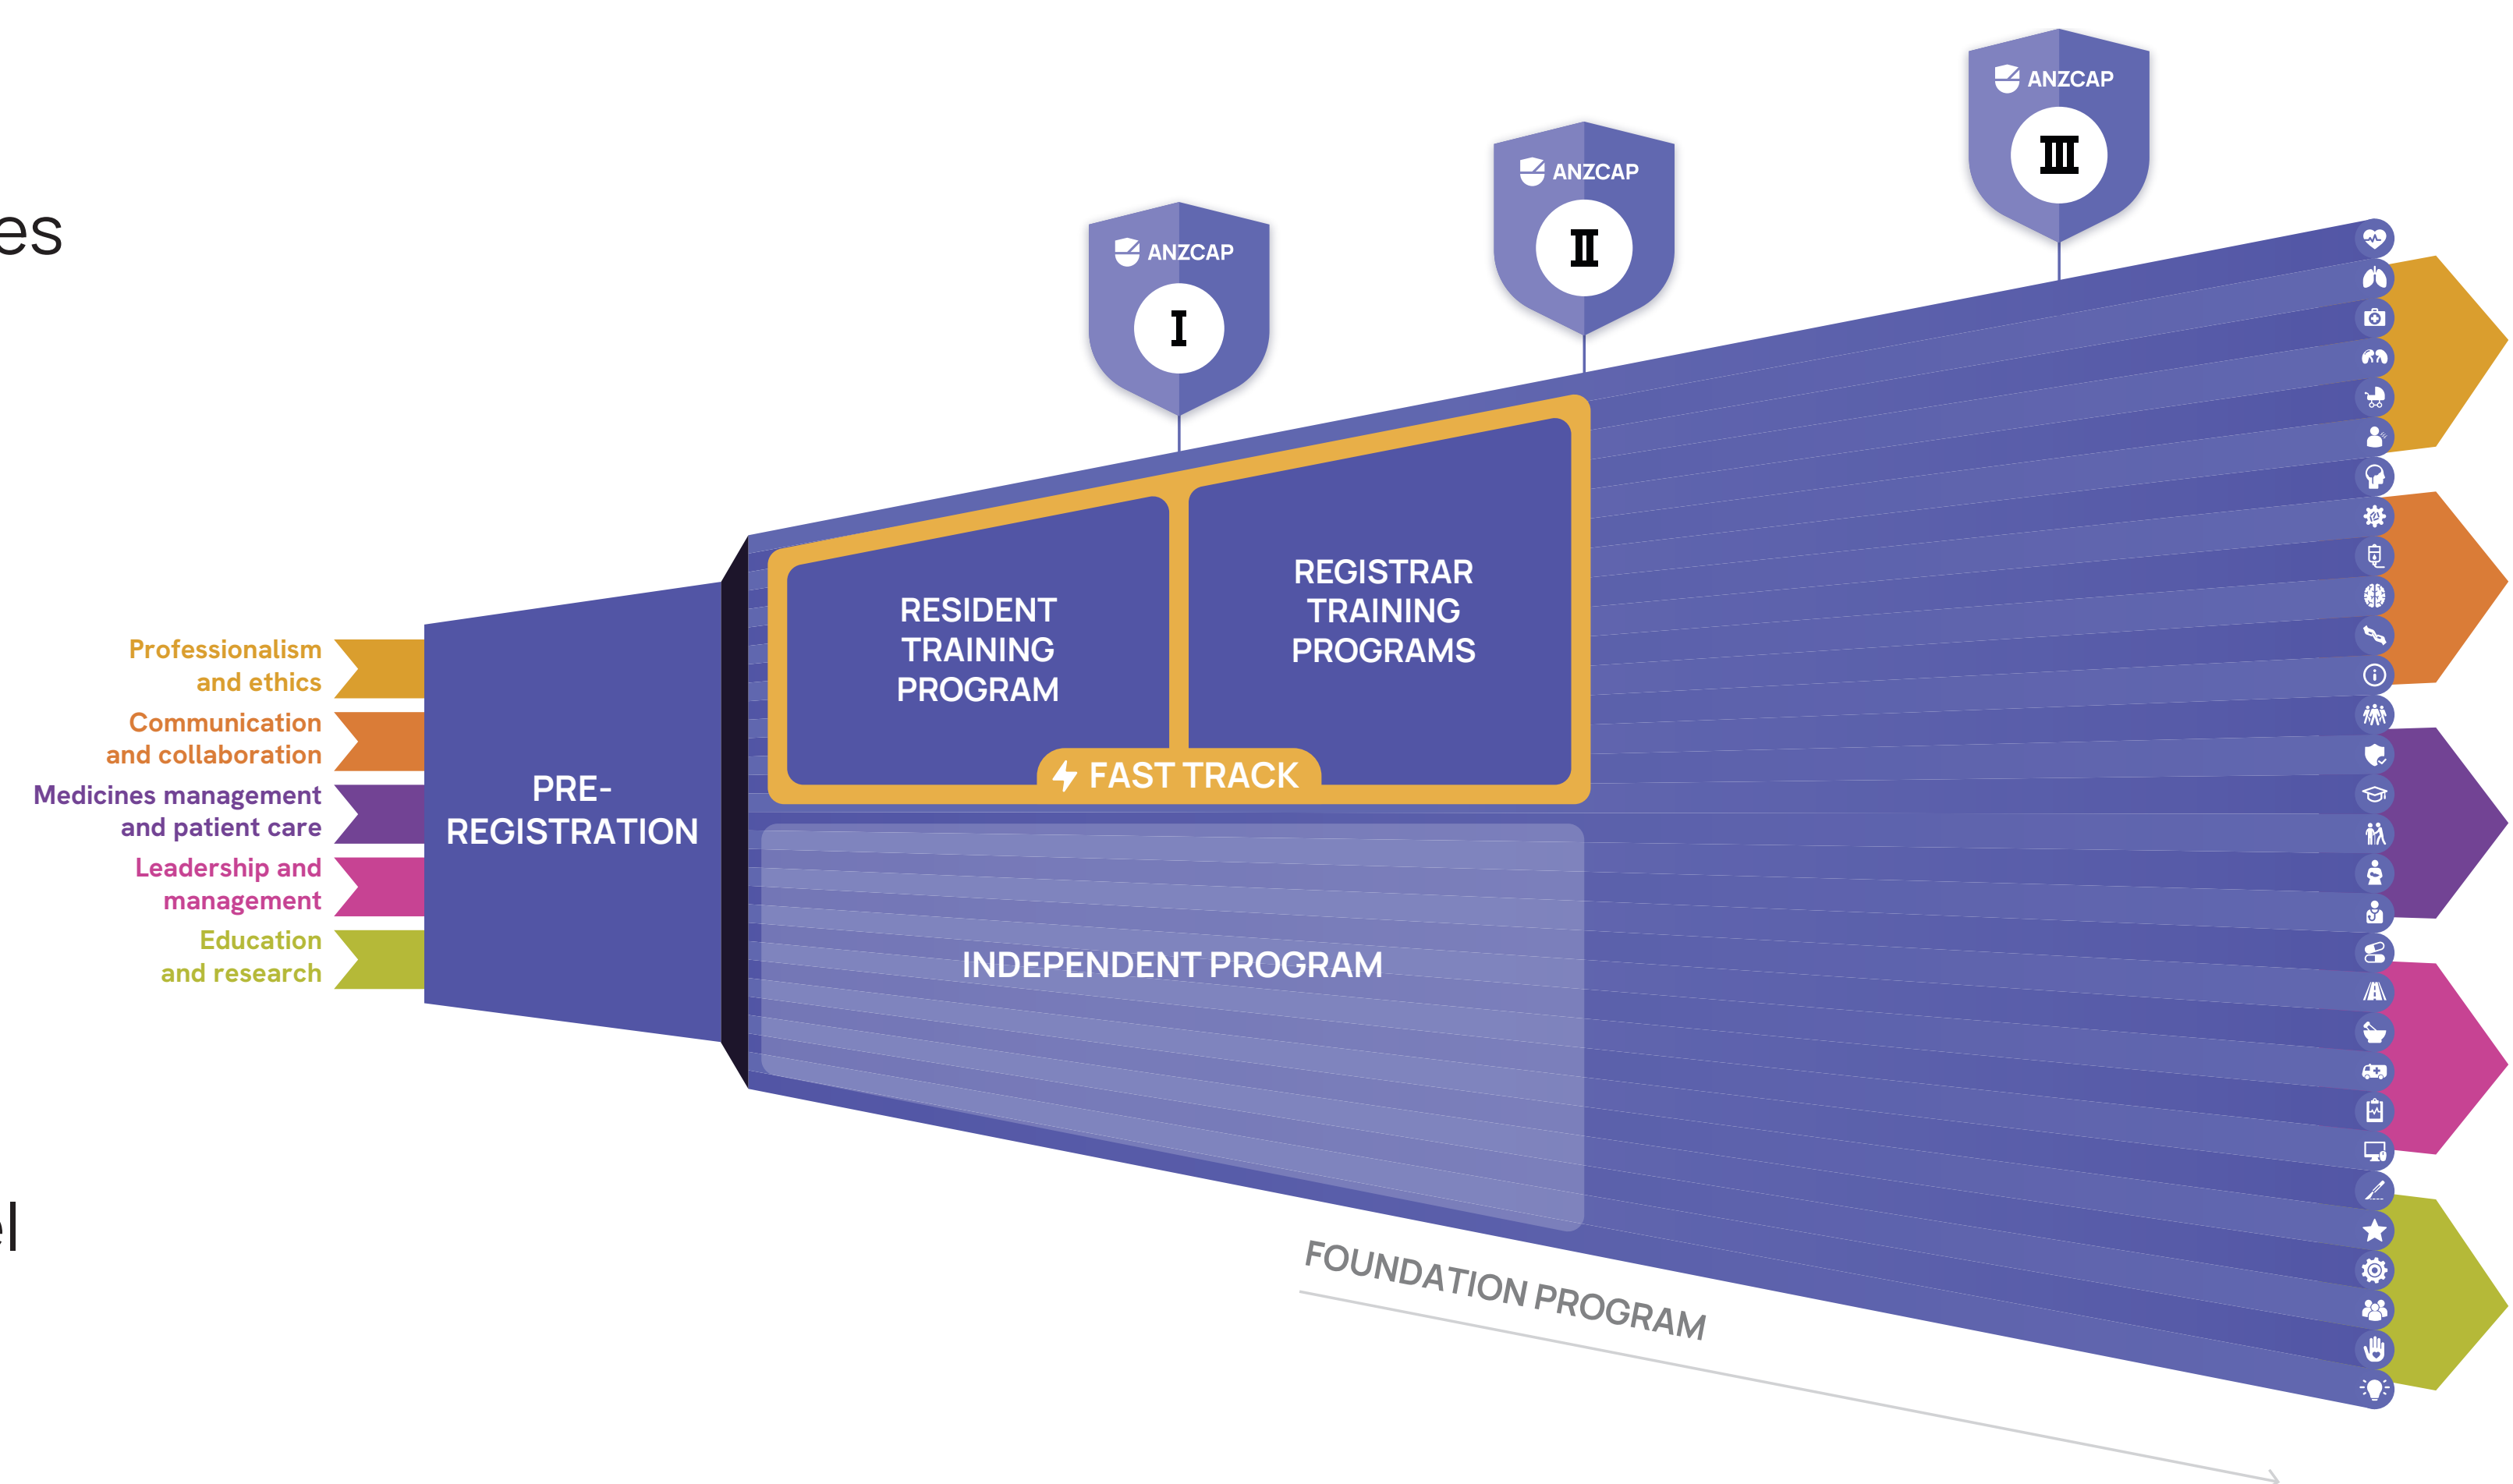 es
el
ANZCAP
I
ANZCAP
II
ANZCAP
III
Professionalism
and ethics
Communication
and collaboration
Medicines management
and patient care
Leadership and
management
Education
and research
PRE-
REGISTRATION
RESIDENT
TRAINING
PROGRAM
REGISTRAR
TRAINING
PROGRAMS
FAST TRACK
INDEPENDENT PROGRAM
FOUNDATION PROGRAM